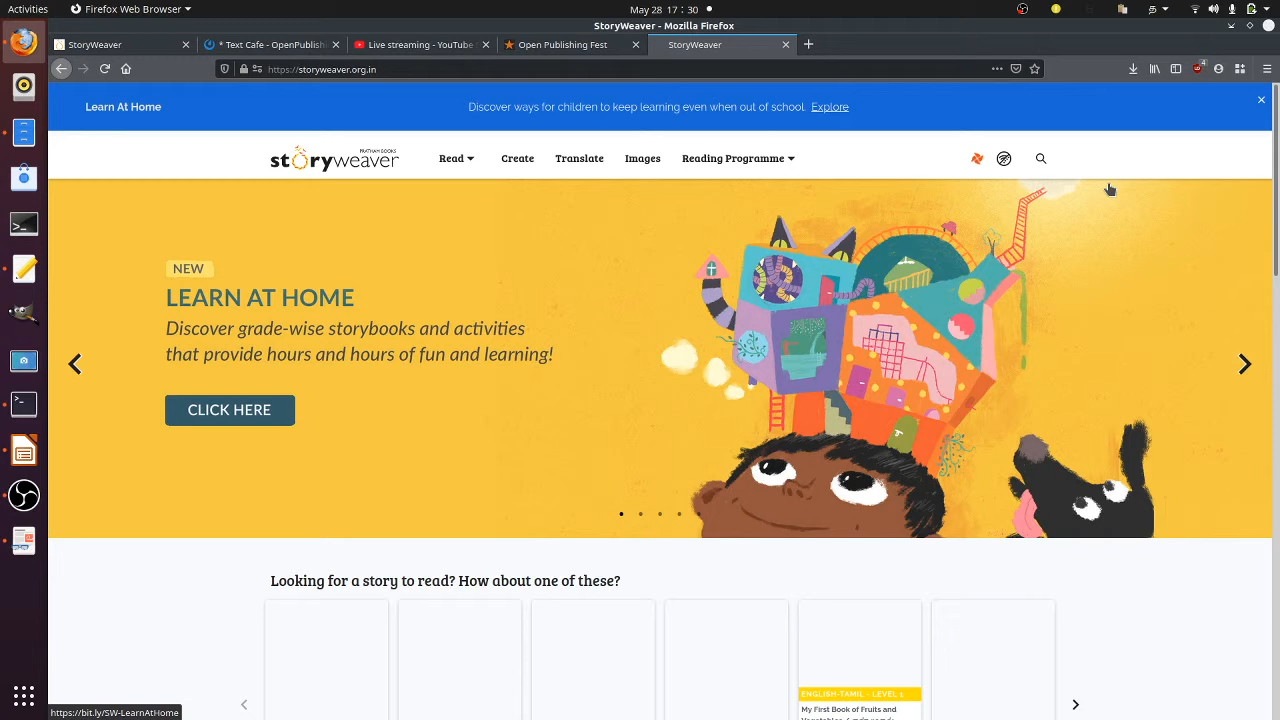 Activities
Firefox Web Browser
May 28 17:30
StoryWeaver - Mozilla Firefox
StoryWeaver
* Text Cafe - OpenPublish
Live streaming - YouTube
Open Publishing Fest
StoryWeaver
https://storyweaver.org.in
4
Learn At Home
Discover ways for children to keep learning even when out of school. Explore
PRATHAM BOOKS
storyweaver
Read
Create
Translate
Images
Reading Programme
NEW
LEARN AT HOME
Discover grade-wise storybooks and activities
that provide hours and hours of fun and learning!
CLICK HERE
Looking for a story to read? How about one of these?
ENGLISH-TAMIL - LEVEL 1
My First Book of Fruits and
https://bit.ly/SW-LearnAtHome